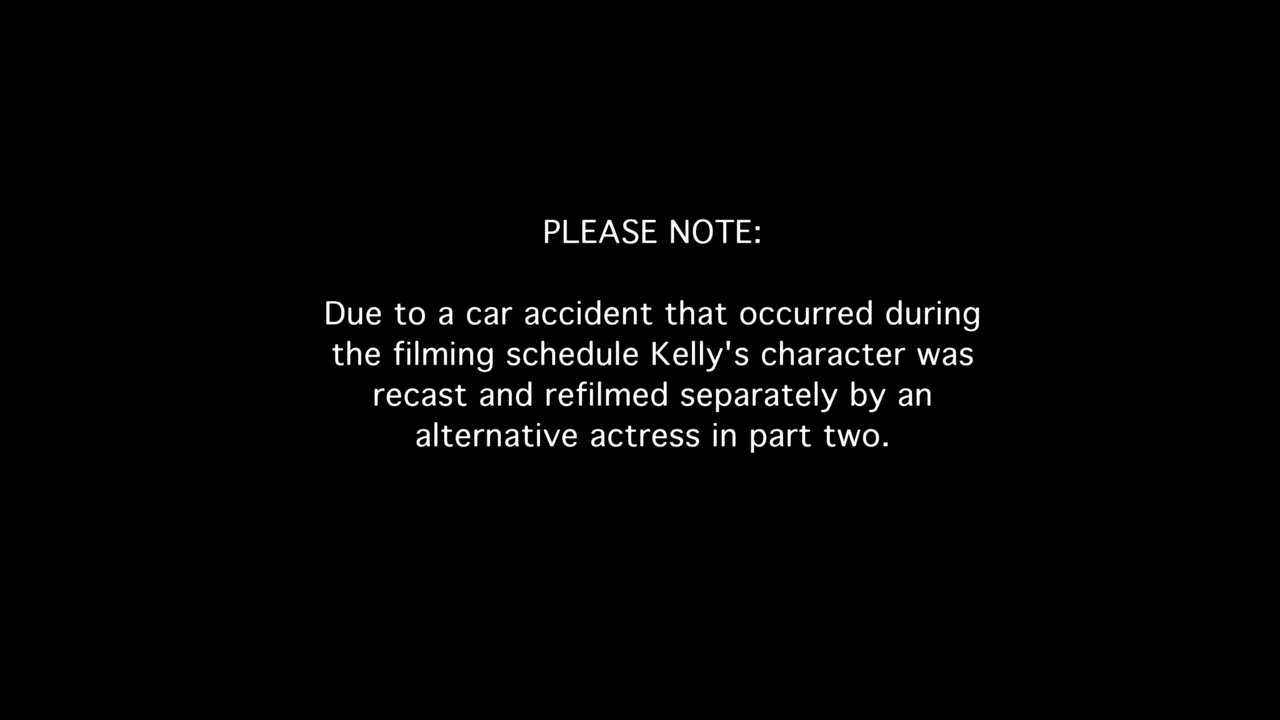 PLEASE NOTE:
Due to a car accident that occurred during
the filming schedule Kelly's character was
recast and refilmed separately by an
alternative actress in part two.